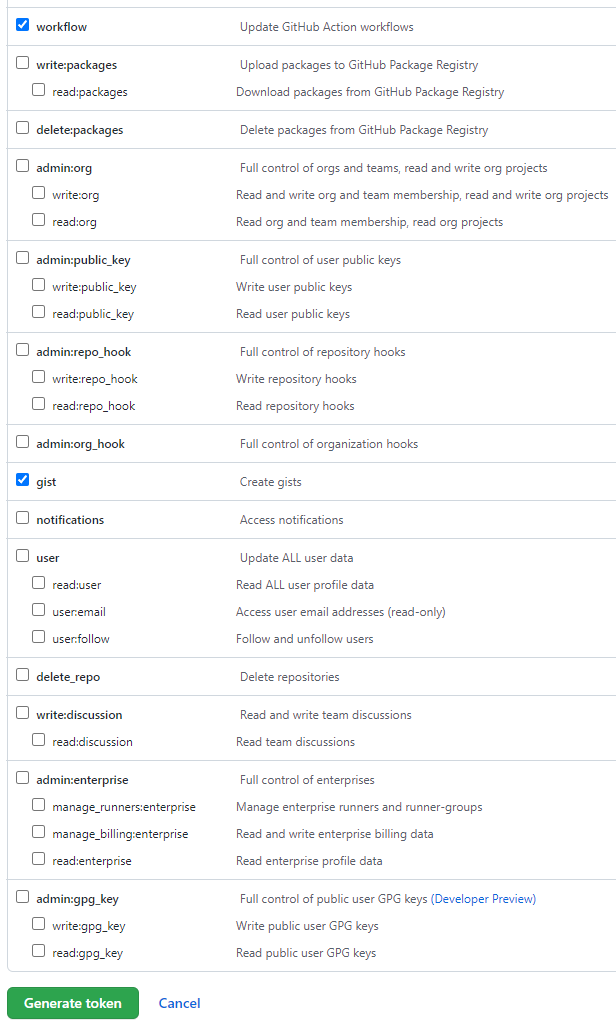 workflow Update GitHub Action workflows
write:packages Upload packages to GitHub Package Registry
read:packages Download packages from GitHub Package Registry
delete:packages Delete packages from GitHub Package Registry
admin:org Full control of orgs and teams, read and write org projects
write:org Read and write org and team membership, read and write org projects
read:org Read org and team membership, read org projects
admin:public_key Full control of user public keys
write:public_key Write user public keys
read:public_key Read user public keys
admin:repo_hook Full control of repository hooks
write:repo_hook Write repository hooks
read:repo_hook Read repository hooks
admin:org_hook Full control of organization hooks
gist Create gists
notifications Access notifications
user Update ALL user data
read:user Read ALL user profile data
user:email Access user email addresses (read-only)
user:follow Follow and unfollow users
delete_repo Delete repositories
write:discussion Read and write team discussions
read:discussion Read team discussions
admin:enterprise Full control of enterprises
manage_runners:enterprise Manage enterprise runners and runner-groups
manage_billing:enterprise Read and write enterprise billing data
read:enterprise Read enterprise profile data
admin:gpg_key Full control of public user GPG keys (Developer Preview)
write:gpg_key Write public user GPG keys
read:gpg_key Read public user GPG keys
Generate token Cancel